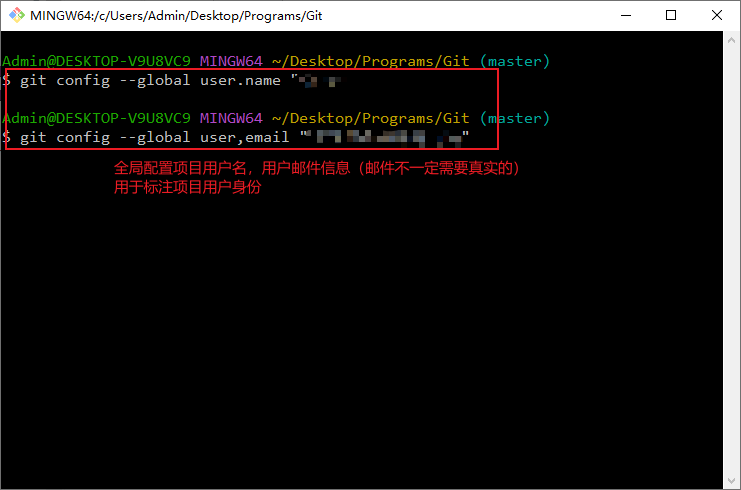 MINGW64:/c/Users/Admin/Desktop/Programs/Git
Admin@DESKTOP-V9U8VC9 MINGW64 ~/Desktop/Programs/Git (master)
$ git config --global user.name "
Admin@DESKTOP-V9U8VC9 MINGW64 ~/Desktop/Programs/Git (master)
$ git config --global user,email " "
全局配置项目用户名，用户邮件信息（邮件不一定需要真实的）
用于标注项目用户身份